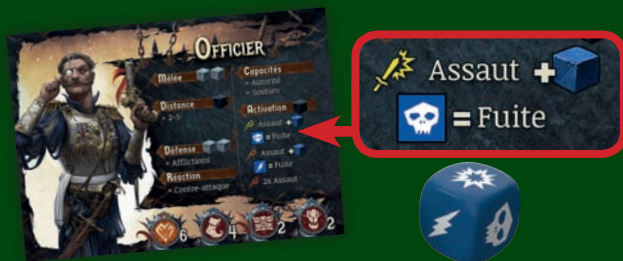 OFFICIER
Mêlée
Distance
• 2-5
Défense
• Afflictions
Réaction
• Contre-attaque
Capacités
• Autorité
• Soutien
Activation
Assaut +
= Fuite
Assaut +
= Fuite
2x Assaut
6
4
2
2
Assaut +
= Fuite